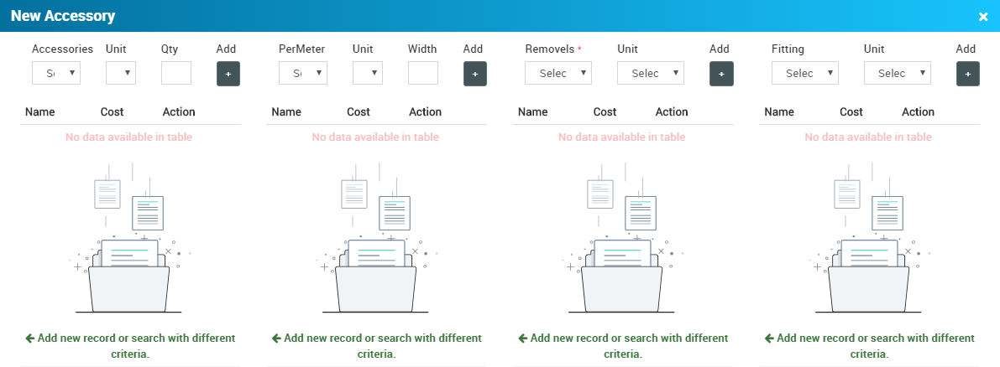 New Accessory ×
Accessories Unit Qty Add PerMeter Unit Width Add Removels * Unit Add Fitting Unit Add
Se + Se + Selec Selec + Selec Selec +
Name Cost Action Name Cost Action Name Cost Action Name Cost Action
No data available in table No data available in table No data available in table No data available in table
Add new record or search with different Add new record or search with different Add new record or search with different Add new record or search with different
criteria. criteria. criteria. criteria.